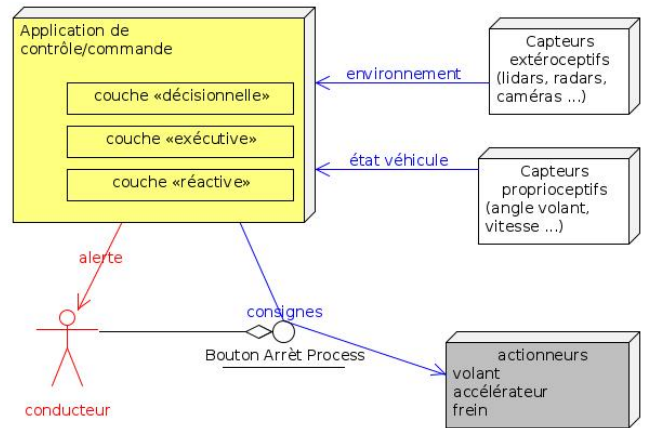 Application de
contrôle/commande
couche «décisionnelle»
couche «exécutive»
couche «réactive»
environnement
Capteurs
extéroceptifs
(lidars, radars,
caméras ...)
état véhicule
Capteurs
proprioceptifs
(angle volant,
vitesse ...)
alerte
consignes
Bouton Arrèt Process
conducteur
actionneurs
volant
accélérateur
frein